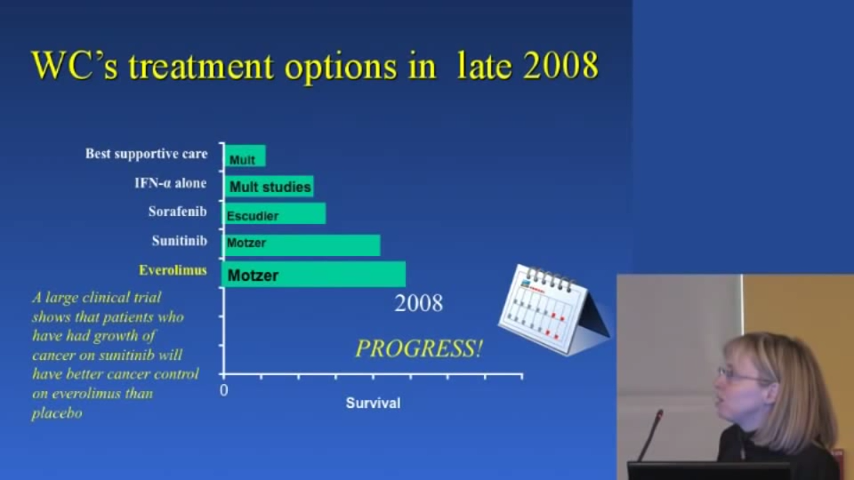 WC's treatment options in late 2008
Best supportive care
Mult
IFN-α alone
Mult studies
Sorafenib
Escudier
Sunitinib
Motzer
Everolimus
Motzer
A large clinical trial
shows that patients who
have had growth of
cancer on sunitinib will
have better cancer control
on everolimus than
placebo
2008
PROGRESS!
0
Survival